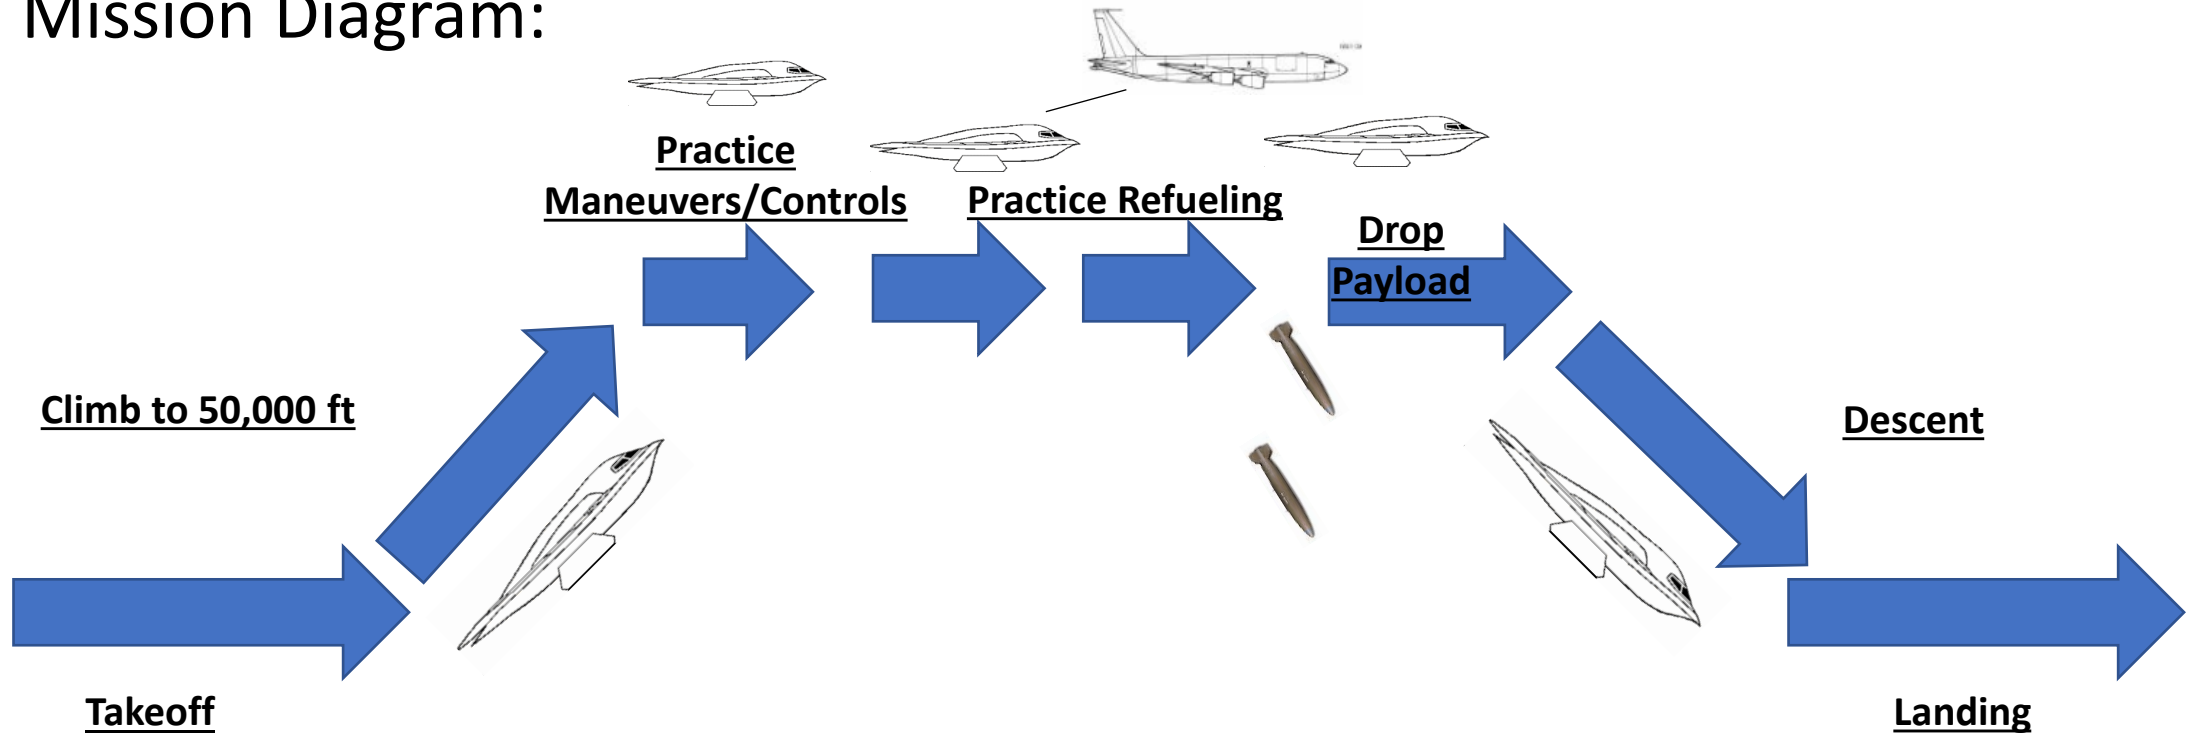 Mission Diagram:
Practice
Maneuvers/Controls
Practice Refueling
Drop
Payload
Climb to 50,000 ft
Descent
Takeoff
Landing